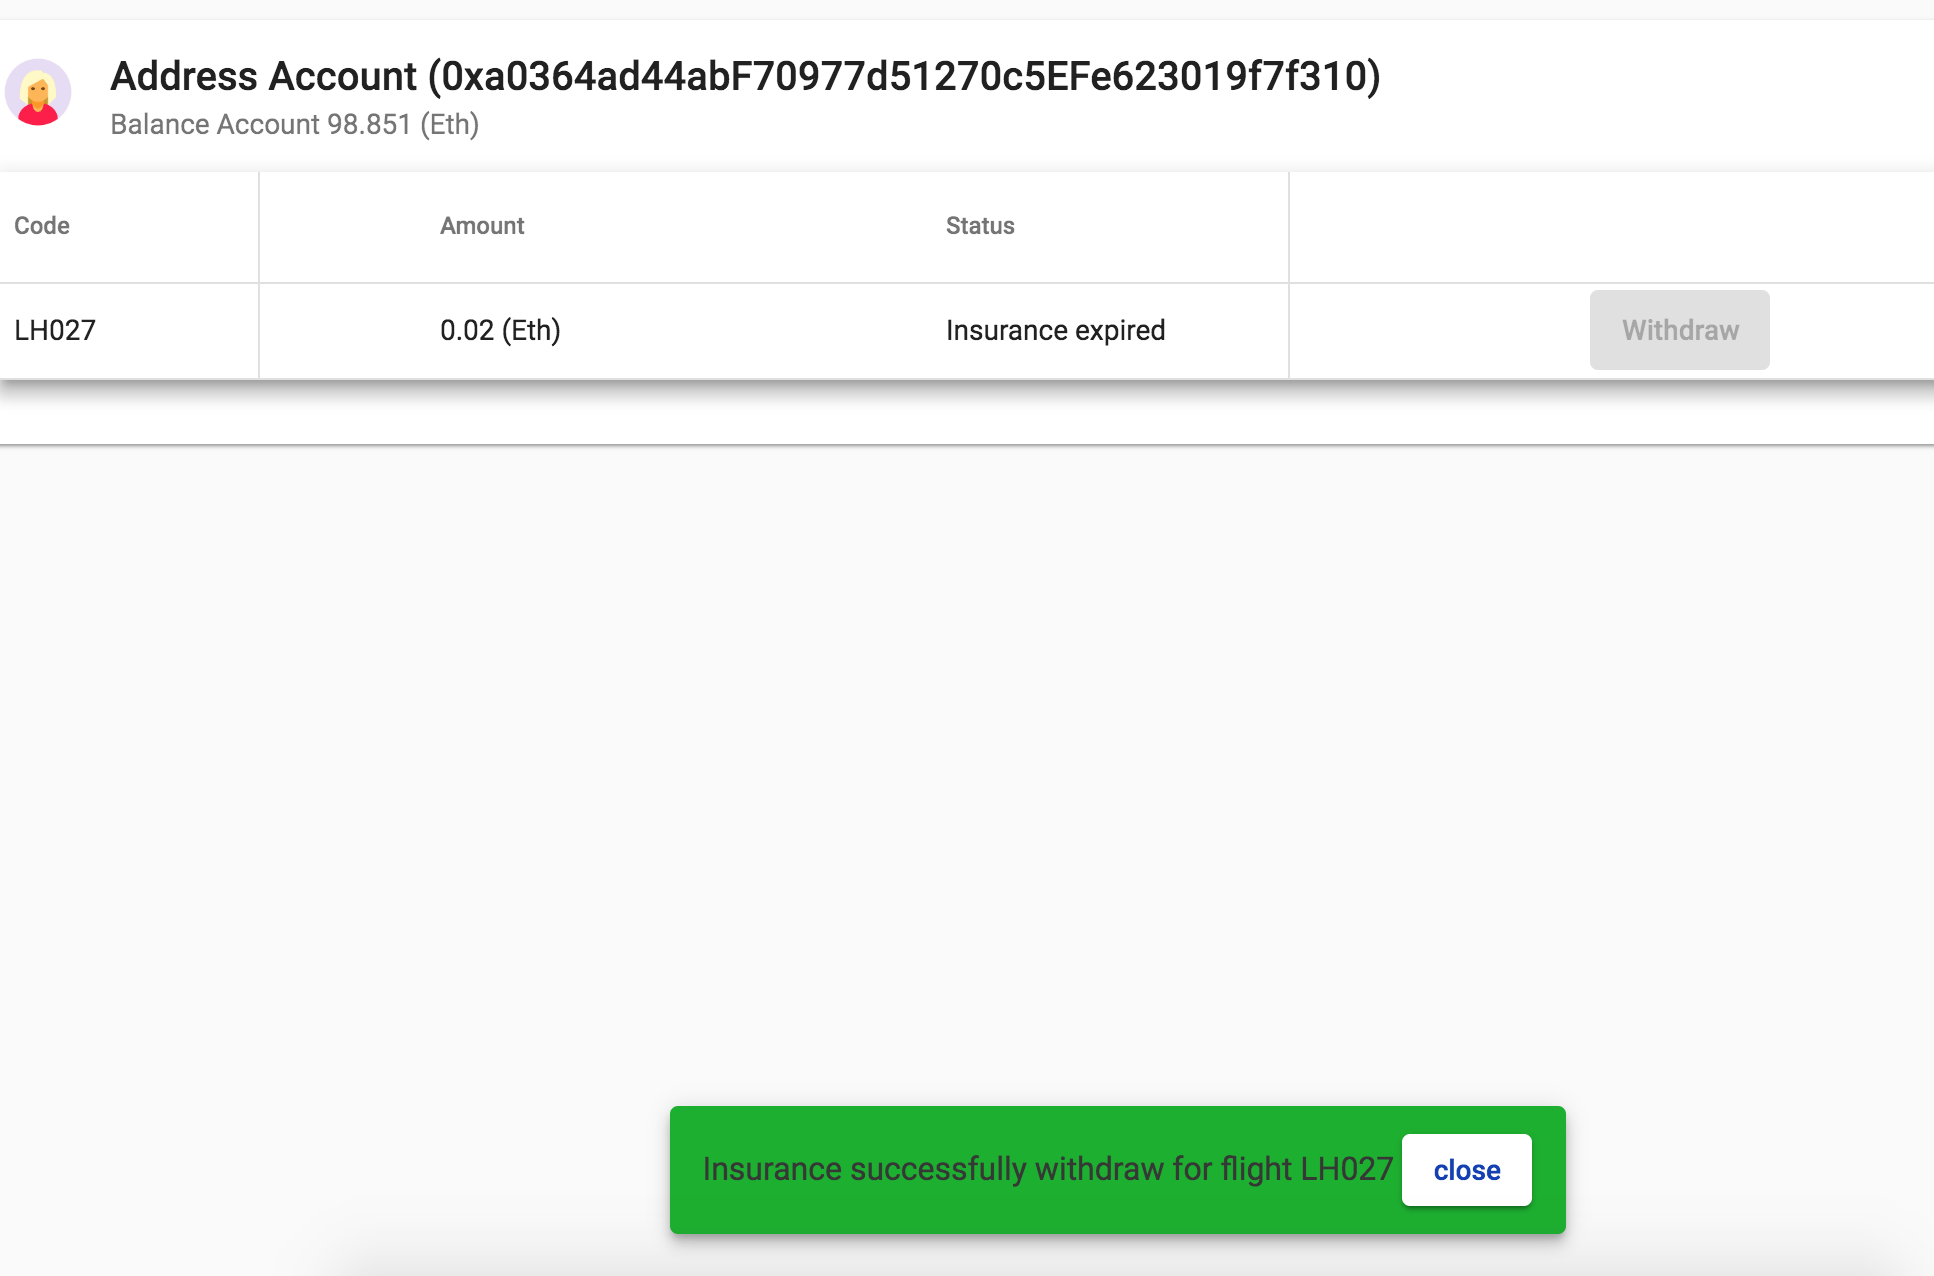 Address Account (0xa0364ad44abF70977d51270c5EFe623019f7f310)
Balance Account 98.851 (Eth)
Code Amount Status
LH027 0.02 (Eth) Insurance expired Withdraw
Insurance successfully withdraw for flight LH027 close